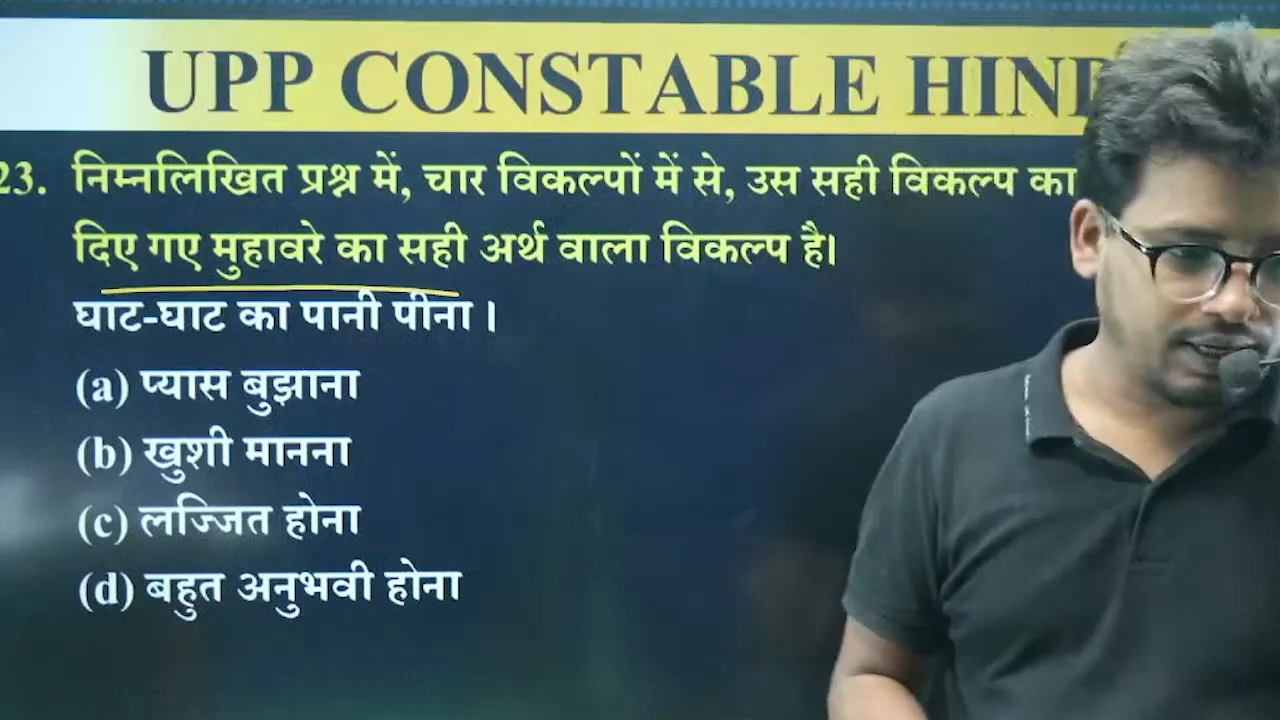 UPP CONSTABLE
23. निम्नलिखित प्रश्न में, चार विकल्पों में से, उस सही विकल्प का
दिए गए मुहावरे का सही अर्थ वाला विकल्प है।
घाट-घाट का पानी पीना।
(a) प्यास बुझाना
(b) खुशी मानना
(c) लज्जित होना
(d) बहुत अनुभवी होना